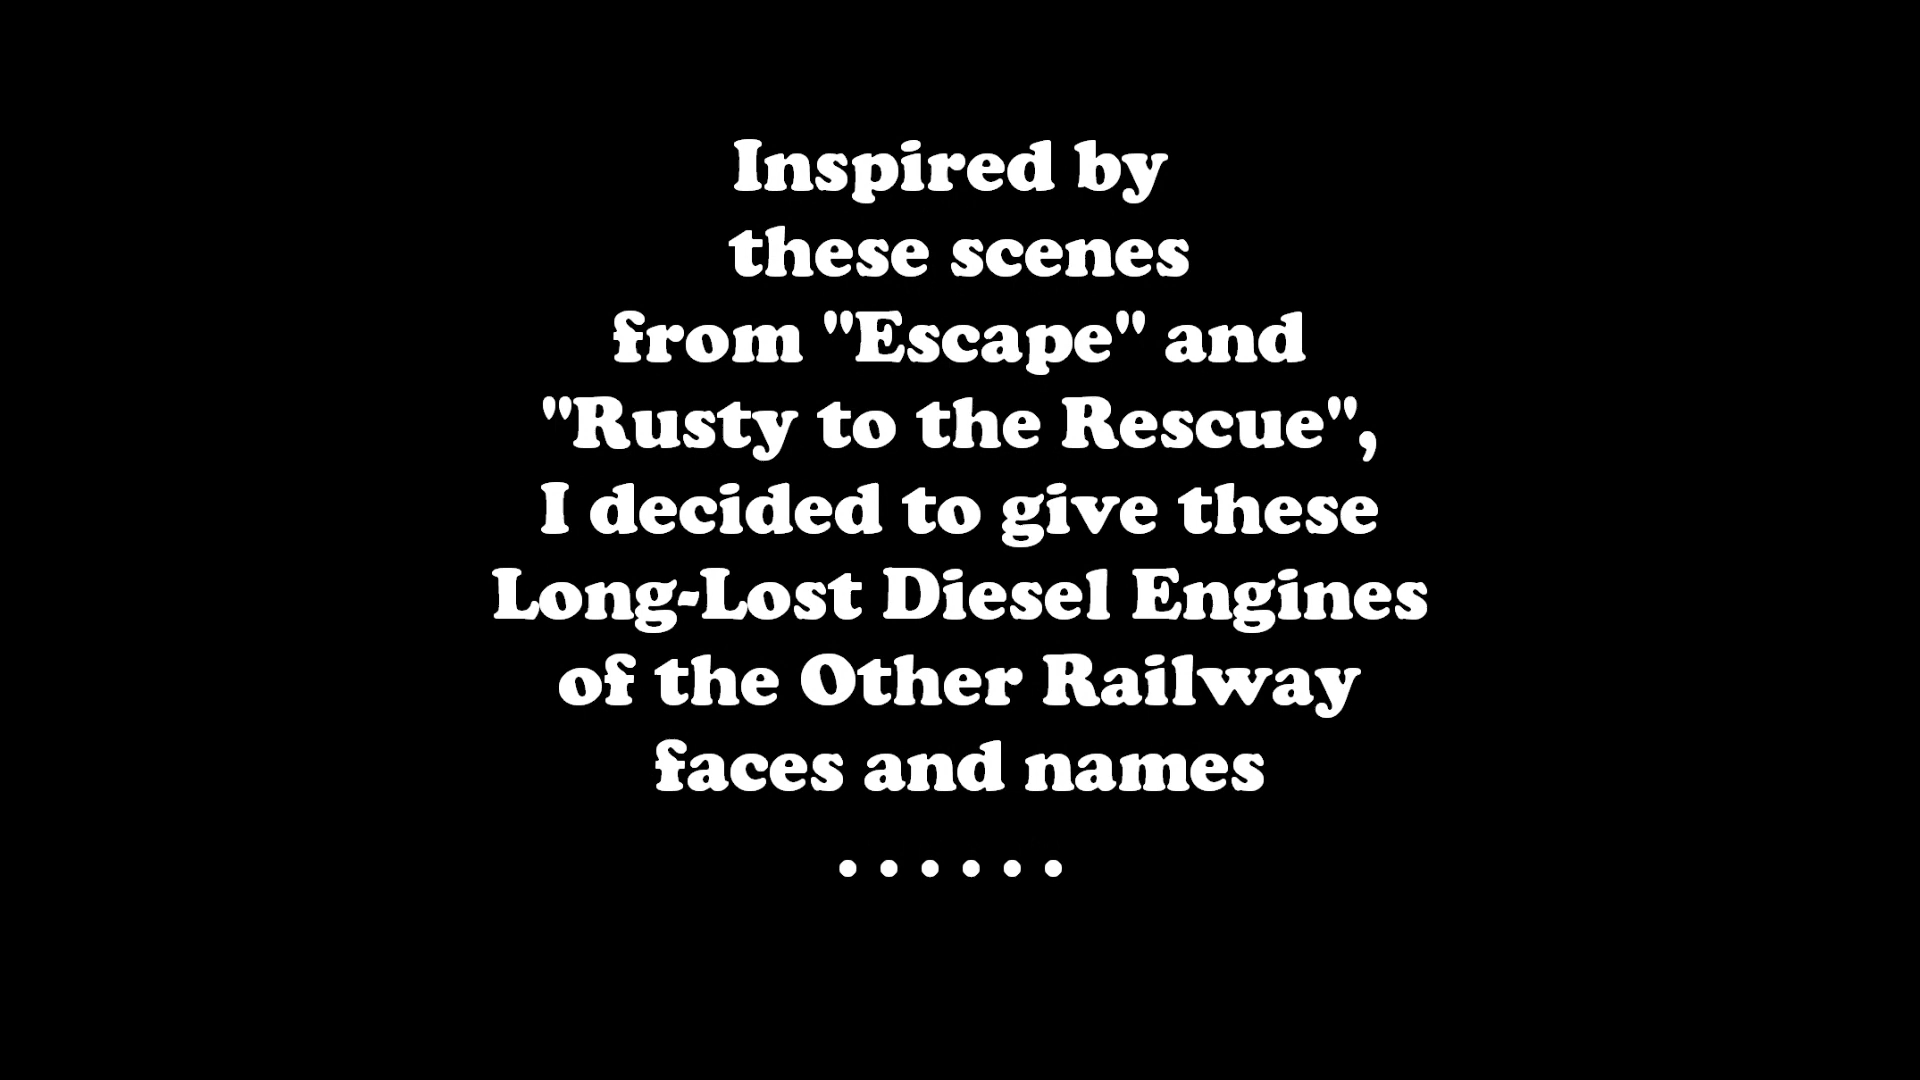 Inspired by
these scenes
from "Escape" and
"Rusty to the Rescue",
I decided to give these
Long-Lost Diesel Engines
of the Other Railway
faces and names
......